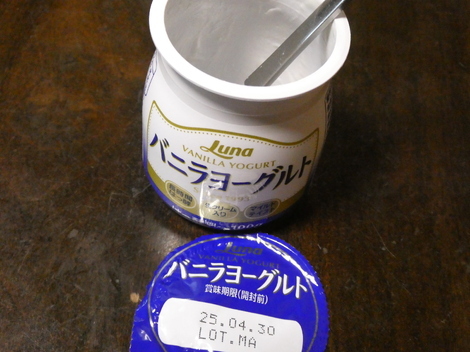 Luna
VANILLA YOGURT
バニラヨーグルト
1993
クリーム
入り
Luna
VANILLA YOGURT
バニラヨーグルト
賞味期限(開封前)
25.04.30
LOT.MA